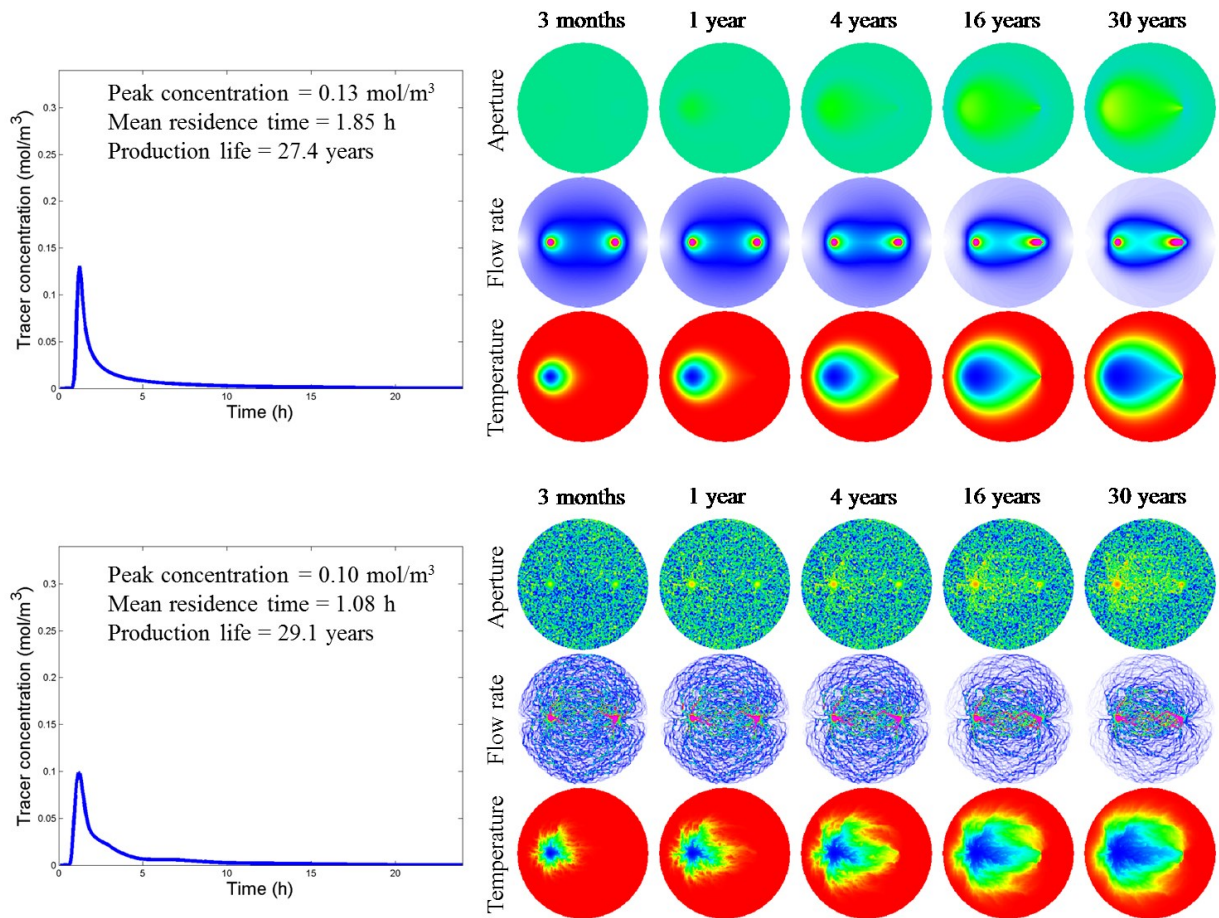 3 months 1 year 4 years 16 years 30 years
Peak concentration = 0.13 mol/m³
Mean residence time = 1.85 h
Production life = 27.4 years
Tracer concentration (mol/m³)
0.3
0.25
0.2
0.15
0.1
0.05
0
0 5 10 15 20
Time (h)
Aperture
Flow rate
Temperature
3 months 1 year 4 years 16 years 30 years
Peak concentration = 0.10 mol/m³
Mean residence time = 1.08 h
Production life = 29.1 years
Tracer concentration (mol/m³)
0.3
0.25
0.2
0.15
0.1
0.05
0
0 5 10 15 20
Time (h)
Aperture
Flow rate
Temperature